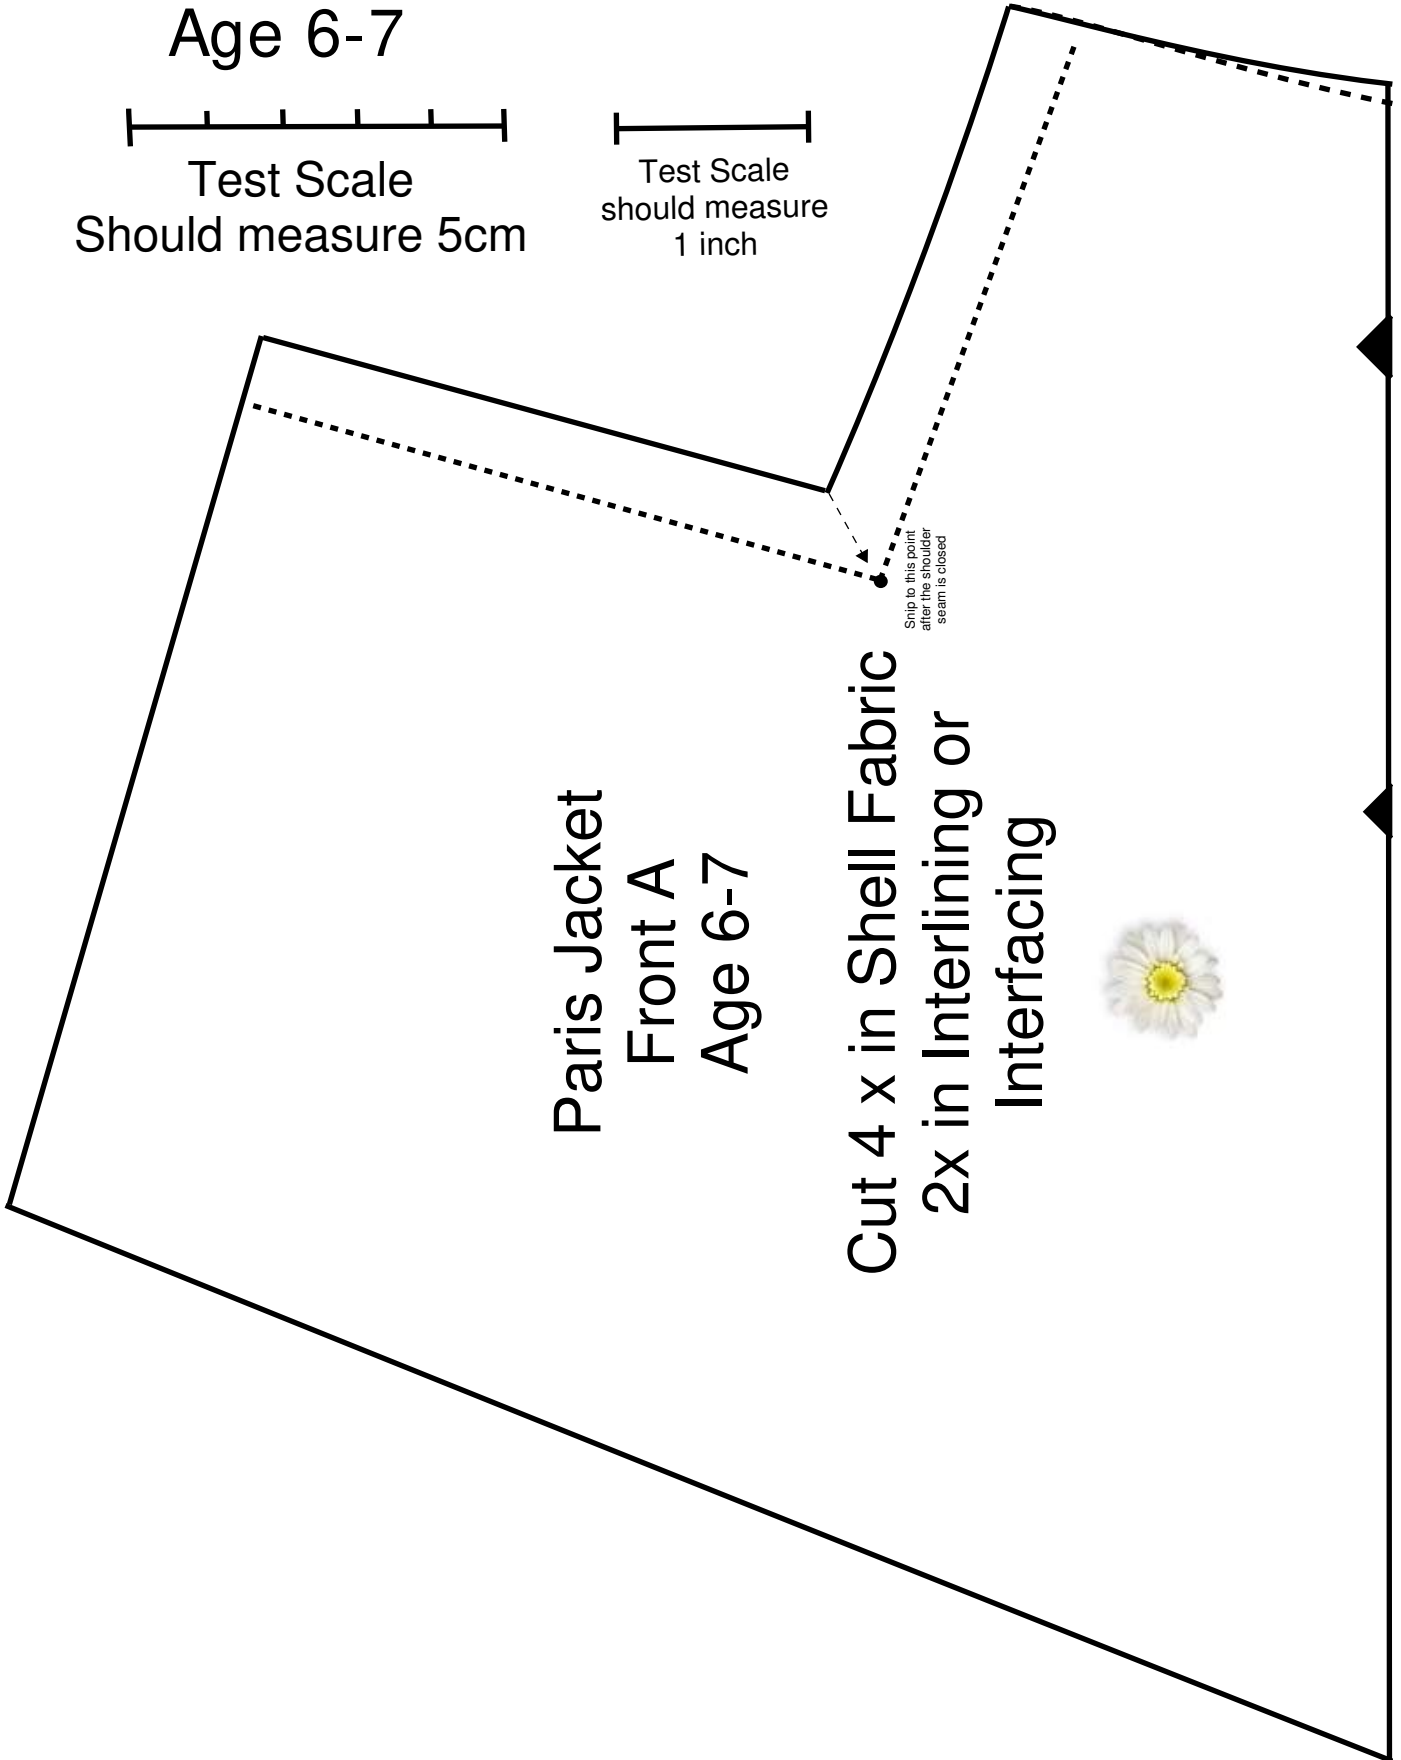 Age 6-7
Test Scale
Should measure 5cm
Test Scale
should measure
1 inch
Snip to this point
after the shoulder
seam is closed
Paris Jacket
Front A
Age 6-7
Cut 4 x in Shell Fabric
2x in Interlining or
Interfacing